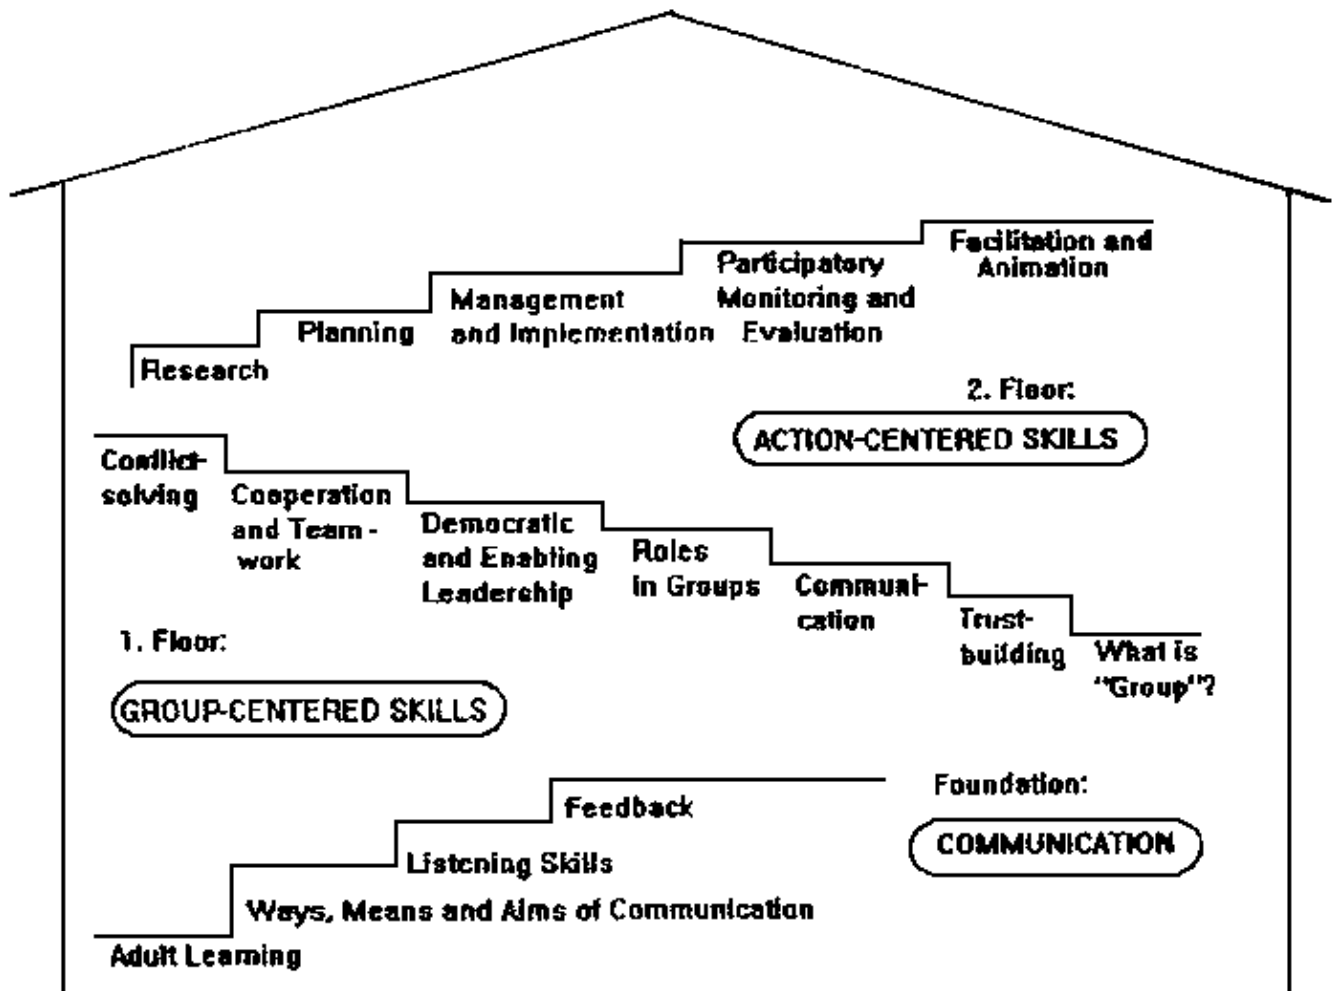 Facilitation and
Animation
Participatory
Monitoring and
Evaluation
Management
and Implementation
Planning
Research
2. Floor:
ACTION-CENTERED SKILLS
Conflict-
solving
Cooperation
and Team-
work
Democratic
and Enabling
Leadership
Roles
in Groups
Communi-
cation
Trust-
building
What is
"Group"?
1. Floor:
GROUP-CENTERED SKILLS
Foundation:
COMMUNICATION
Feedback
Listening Skills
Ways, Means and Aims of Communication
Adult Learning